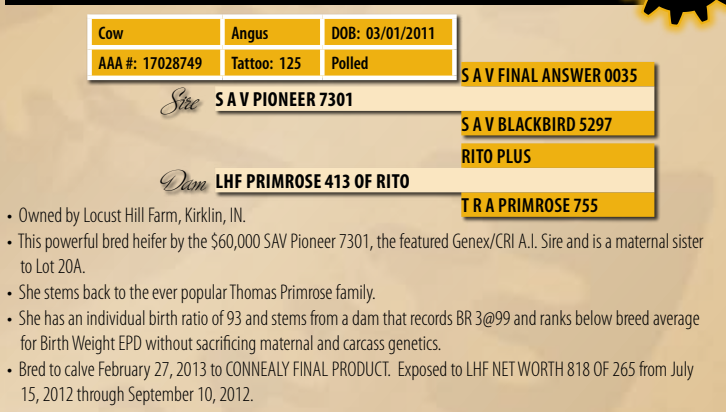 Cow Angus DOB: 03/01/2011
AAA #: 17028749 Tattoo: 125 Polled
S A V FINAL ANSWER 0035
Sire S A V PIONEER 7301
S A V BLACKBIRD 5297
RITO PLUS
Dam LHF PRIMROSE 413 OF RITO
T R A PRIMROSE 755
• Owned by Locust Hill Farm, Kirklin, IN.
• This powerful bred heifer by the $60,000 SAV Pioneer 7301, the featured Genex/CRI A.I. Sire and is a maternal sister
to Lot 20A.
• She stems back to the ever popular Thomas Primrose family.
• She has an individual birth ratio of 93 and stems from a dam that records BR 3@99 and ranks below breed average
for Birth Weight EPD without sacrificing maternal and carcass genetics.
• Bred to calve February 27, 2013 to CONNEALY FINAL PRODUCT. Exposed to LHF NET WORTH 818 OF 265 from July
15, 2012 through September 10, 2012.